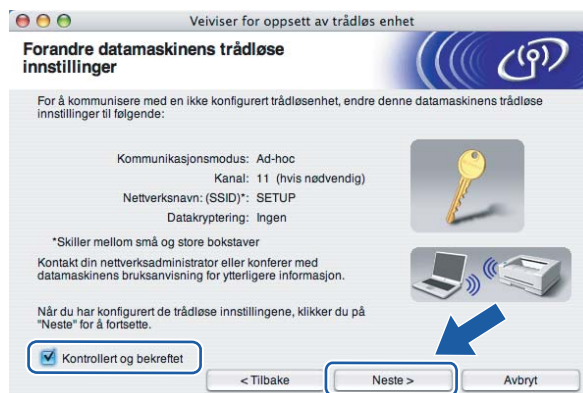 Veiviser for oppsett av trådløs enhet
Forandre datamaskinens trådløse
innstillinger
For å kommunisere med en ikke konfigurert trådløsenhet, endre denne datamaskinens trådløse
innstillinger til følgende:
Kommunikasjonsmodus: Ad-hoc
Kanal: 11 (hvis nødvendig)
Nettverksnavn: (SSID)*: SETUP
Datakryptering: Ingen
*Skiller mellom små og store bokstaver
Kontakt din nettverksadministrator eller konferer med
datamaskinens bruksanvisning for ytterligere informasjon.
Når du har konfigurert de trådløse innstillingene, klikker du på
"Neste" for å fortsette.
Kontrollert og bekreftet
< Tilbake Neste > Avbryt